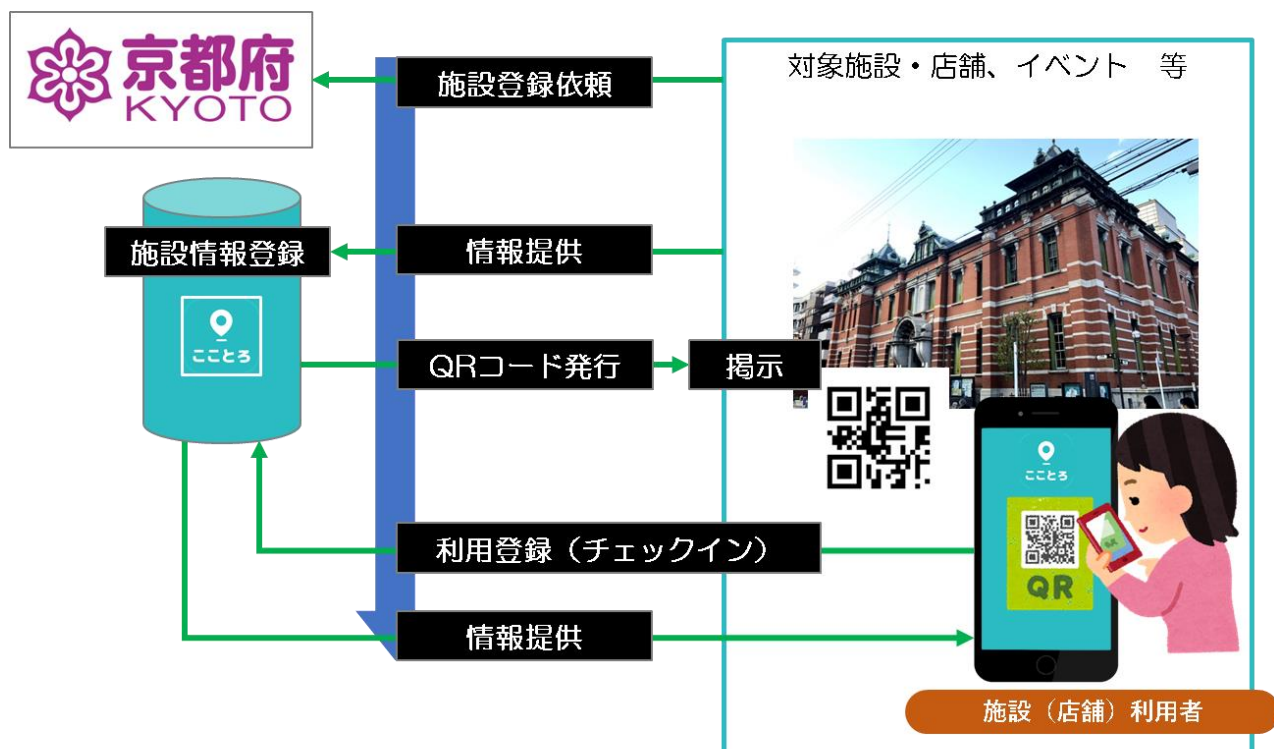 京都府
KYOTO
施設登録依頼
対象施設・店舗、イベント 等
施設情報登録
情報提供
こことろ
QRコード発行
掲示
こことろ
QR
QR
利用登録（チェックイン）
情報提供
施設（店舗）利用者